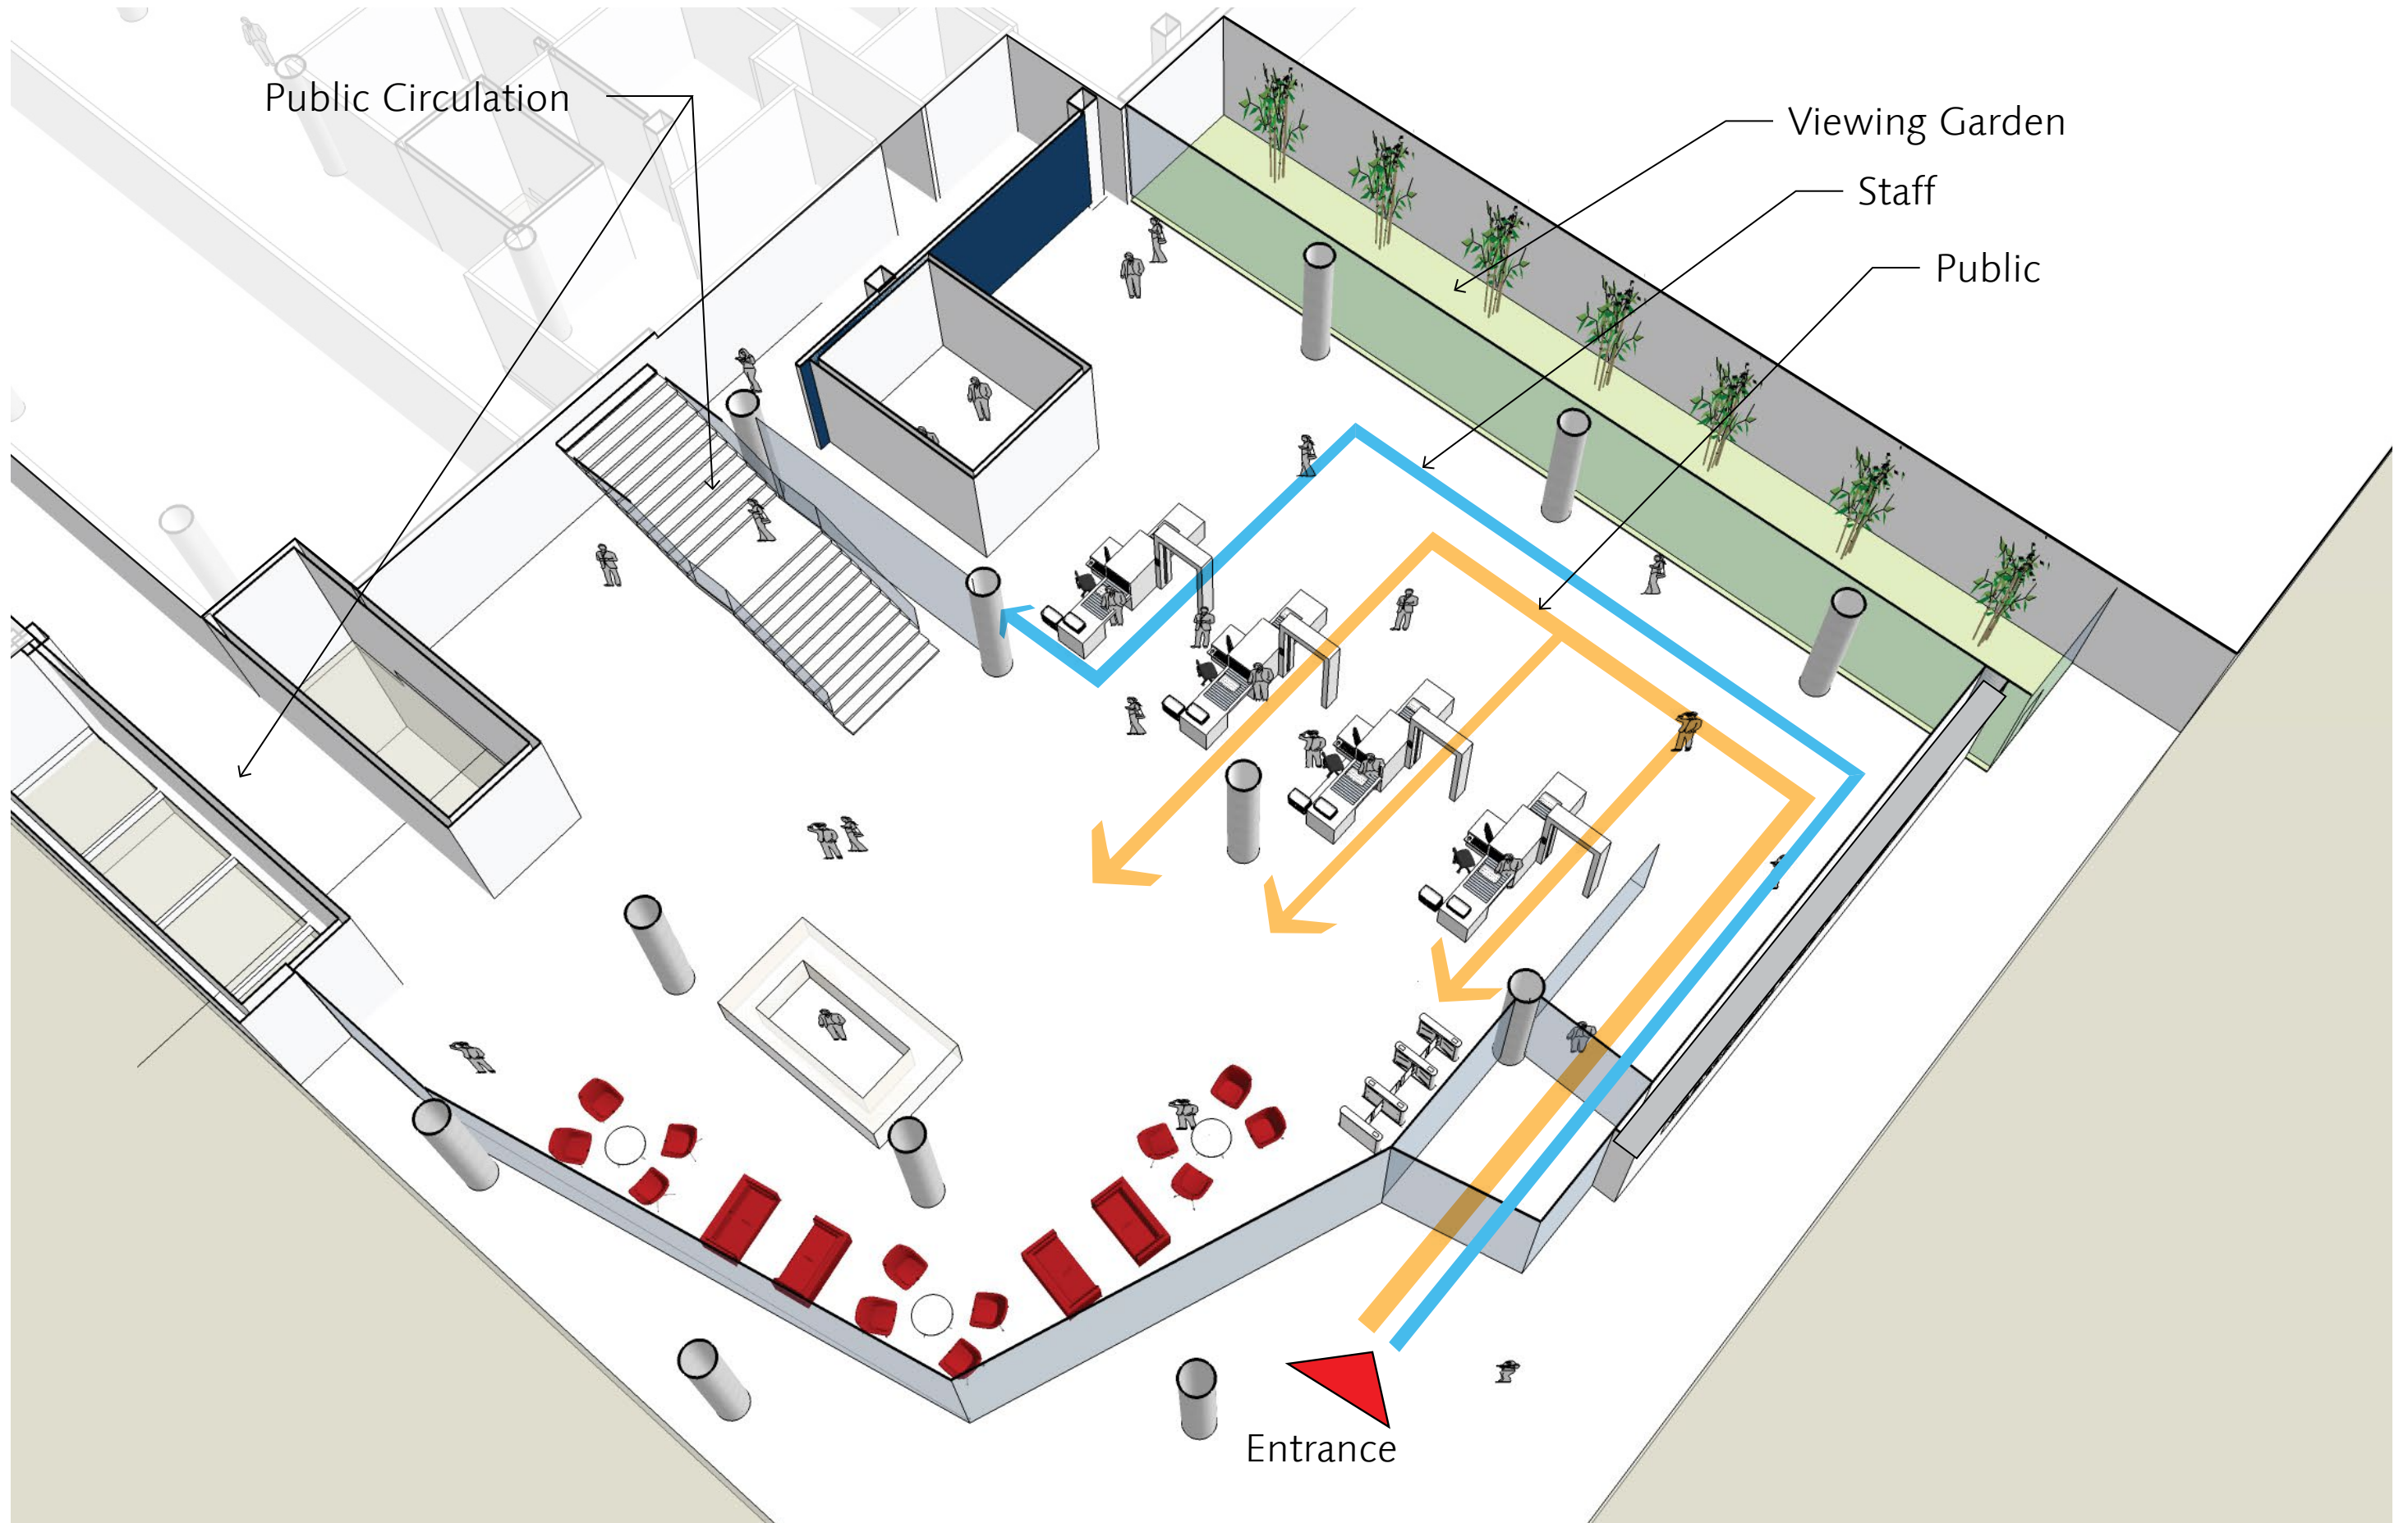 Public Circulation
Viewing Garden
Staff
Public
Entrance